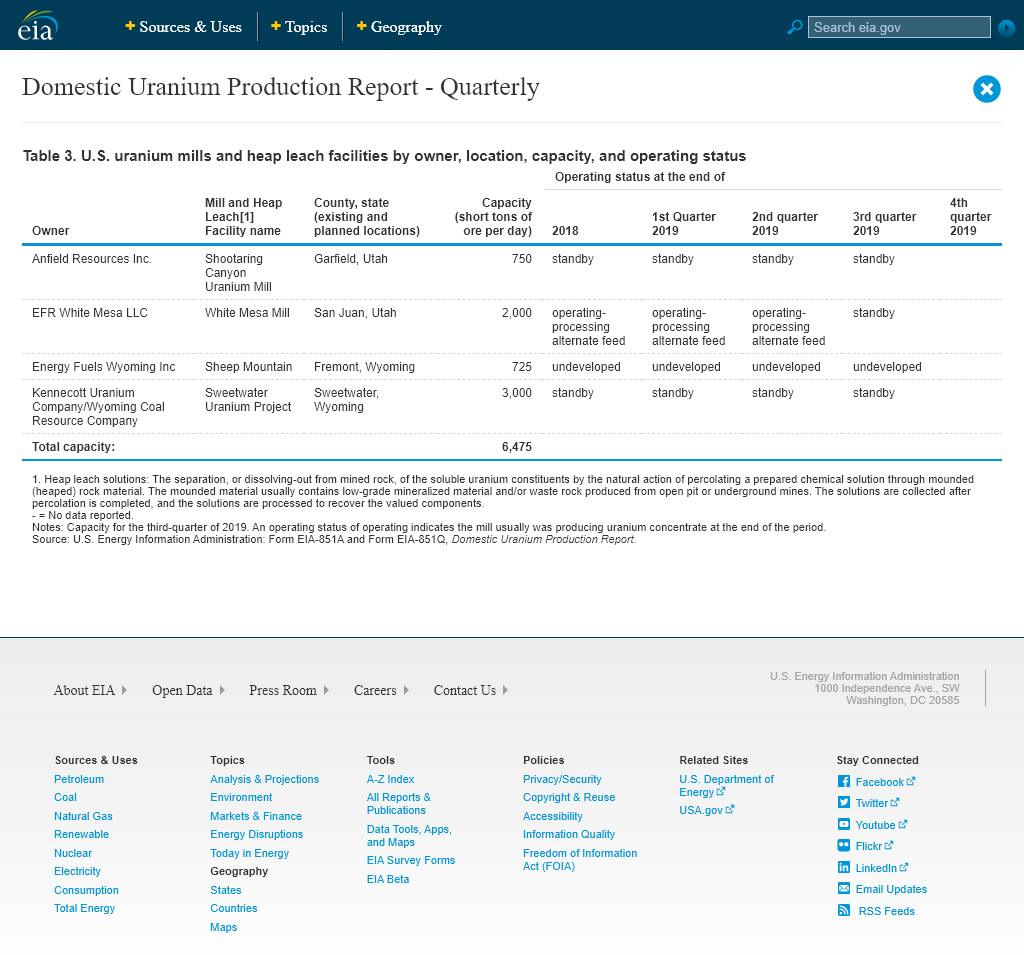 eia
Sources & Uses
Topics
Geography
Search eia.gov
Domestic Uranium Production Report - Quarterly
Table 3. U.S. uranium mills and heap leach facilities by owner, location, capacity, and operating status
Operating status at the end of
Owner
Mill and Heap
Leach[1]
Facility name
County, state
(existing and
planned locations)
Capacity
(short tons of
ore per day)
2018
1st Quarter
2019
2nd quarter
2019
3rd quarter
2019
4th
quarter
2019
Anfield Resources Inc.
Shootaring
Canyon
Uranium Mill
Garfield, Utah
750
standby
standby
standby
standby
EFR White Mesa LLC
White Mesa Mill
San Juan, Utah
2,000
operating-
processing
alternate feed
operating-
processing
alternate feed
operating-
processing
alternate feed
standby
Energy Fuels Wyoming Inc
Sheep Mountain
Fremont, Wyoming
725
undeveloped
undeveloped
undeveloped
undeveloped
Kennecott Uranium
Company/Wyoming Coal
Resource Company
Sweetwater
Uranium Project
Sweetwater,
Wyoming
3,000
standby
standby
standby
standby
Total capacity:
6,475
1. Heap leach solutions: The separation, or dissolving-out from mined rock, of the soluble uranium constituents by the natural action of percolating a prepared chemical solution through mounded
(heaped) rock material. The mounded material usually contains low-grade mineralized material and/or waste rock produced from open pit or underground mines. The solutions are collected after
percolation is completed, and the solutions are processed to recover the valued components.
- = No data reported.
Notes: Capacity for the third-quarter of 2019. An operating status of operating indicates the mill usually was producing uranium concentrate at the end of the period.
Source: U.S. Energy Information Administration: Form EIA-851A and Form EIA-851Q, Domestic Uranium Production Report.
About EIA
Open Data
Press Room
Careers
Contact Us
U.S. Energy Information Administration
1000 Independence Ave., SW
Washington, DC 20585
Sources & Uses
Petroleum
Coal
Natural Gas
Renewable
Nuclear
Electricity
Consumption
Total Energy
Topics
Analysis & Projections
Environment
Markets & Finance
Energy Disruptions
Today in Energy
Geography
States
Countries
Maps
Tools
A-Z Index
All Reports &
Publications
Data Tools, Apps,
and Maps
EIA Survey Forms
EIA Beta
Policies
Privacy/Security
Copyright & Reuse
Accessibility
Information Quality
Freedom of Information
Act (FOIA)
Related Sites
U.S. Department of
Energy
USA.gov
Stay Connected
Facebook
Twitter
Youtube
Flickr
LinkedIn
Email Updates
RSS Feeds